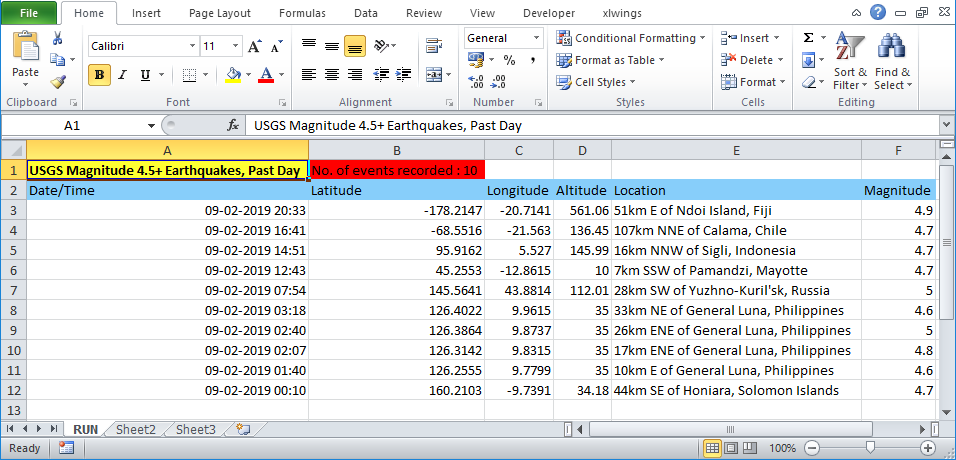 File Home Insert Page Layout Formulas Data Review View Developer xlwings
Paste Calibri 11 A A General Conditional Formatting Insert Σ
B I U % , Format as Table Delete Sort & Filter Find & Select
Cell Styles Format
Clipboard Font Alignment Number Styles Cells Editing
A1 fx USGS Magnitude 4.5+ Earthquakes, Past Day
A B C D E F
1 USGS Magnitude 4.5+ Earthquakes, Past Day No. of events recorded : 10
2 Date/Time Latitude Longitude Altitude Location Magnitude
3 09-02-2019 20:33 -178.2147 -20.7141 561.06 51km E of Ndoi Island, Fiji 4.9
4 09-02-2019 16:41 -68.5516 -21.563 136.45 107km NNE of Calama, Chile 4.7
5 09-02-2019 14:51 95.9162 5.527 145.99 16km NNW of Sigli, Indonesia 4.7
6 09-02-2019 12:43 45.2553 -12.8615 10 7km SSW of Pamandzi, Mayotte 4.7
7 09-02-2019 07:54 145.5641 43.8814 112.01 28km SW of Yuzhno-Kuril'sk, Russia 5
8 09-02-2019 03:18 126.4022 9.9615 35 33km NE of General Luna, Philippines 4.6
9 09-02-2019 02:40 126.3864 9.8737 35 26km ENE of General Luna, Philippines 5
10 09-02-2019 02:07 126.3142 9.8315 35 17km ENE of General Luna, Philippines 4.8
11 09-02-2019 01:40 126.2555 9.7799 35 10km E of General Luna, Philippines 4.6
12 09-02-2019 00:10 160.2103 -9.7391 34.18 44km SE of Honiara, Solomon Islands 4.7
13
RUN Sheet2 Sheet3
Ready 100%